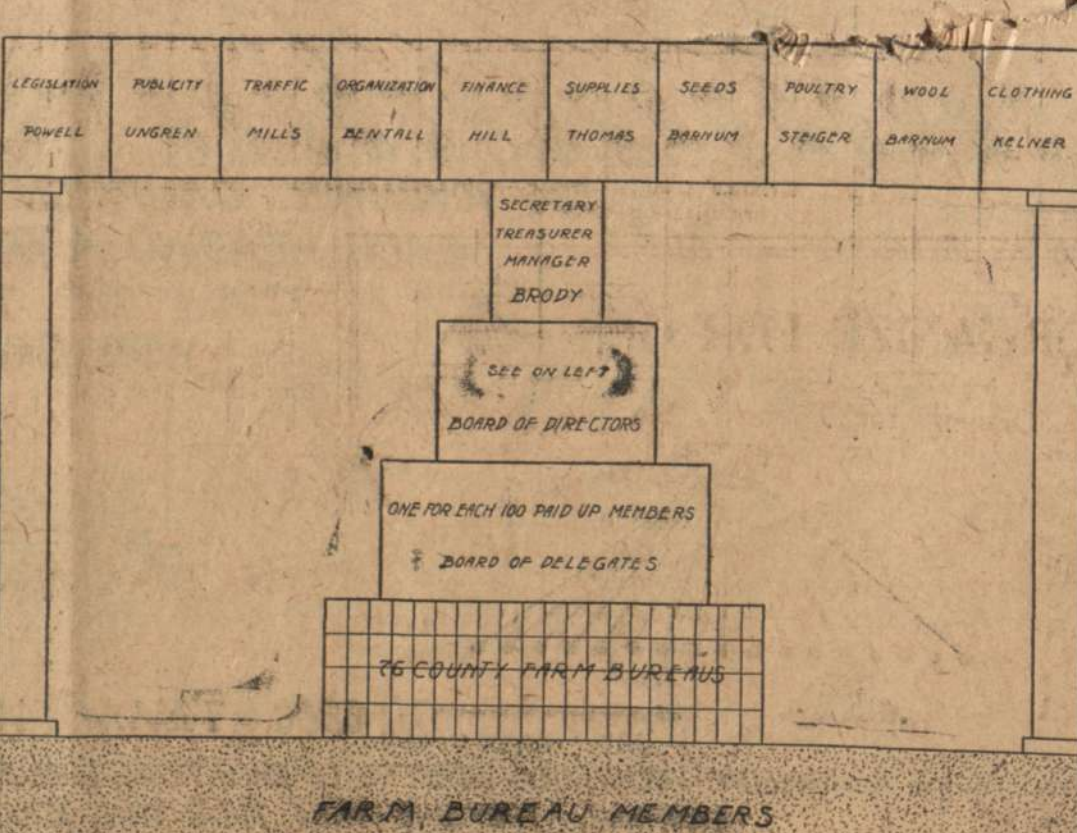 LEGISLATION
POWELL
PUBLICITY
UNGREN
TRAFFIC
MILLS
ORGANIZATION
BENTALL
FINANCE
HILL
SUPPLIES
THOMAS
SEEDS
BARNUM
POULTRY
STEIGER
WOOL
BARNUM
CLOTHING
KELNER
SECRETARY
TREASURER
MANAGER
BRODY
(SEE ON LEFT)
BOARD OF DIRECTORS
ONE FOR EACH 100 PAID UP MEMBERS
BOARD OF DELEGATES
76 COUNTY FARM BUREAUS
FARM BUREAU MEMBERS